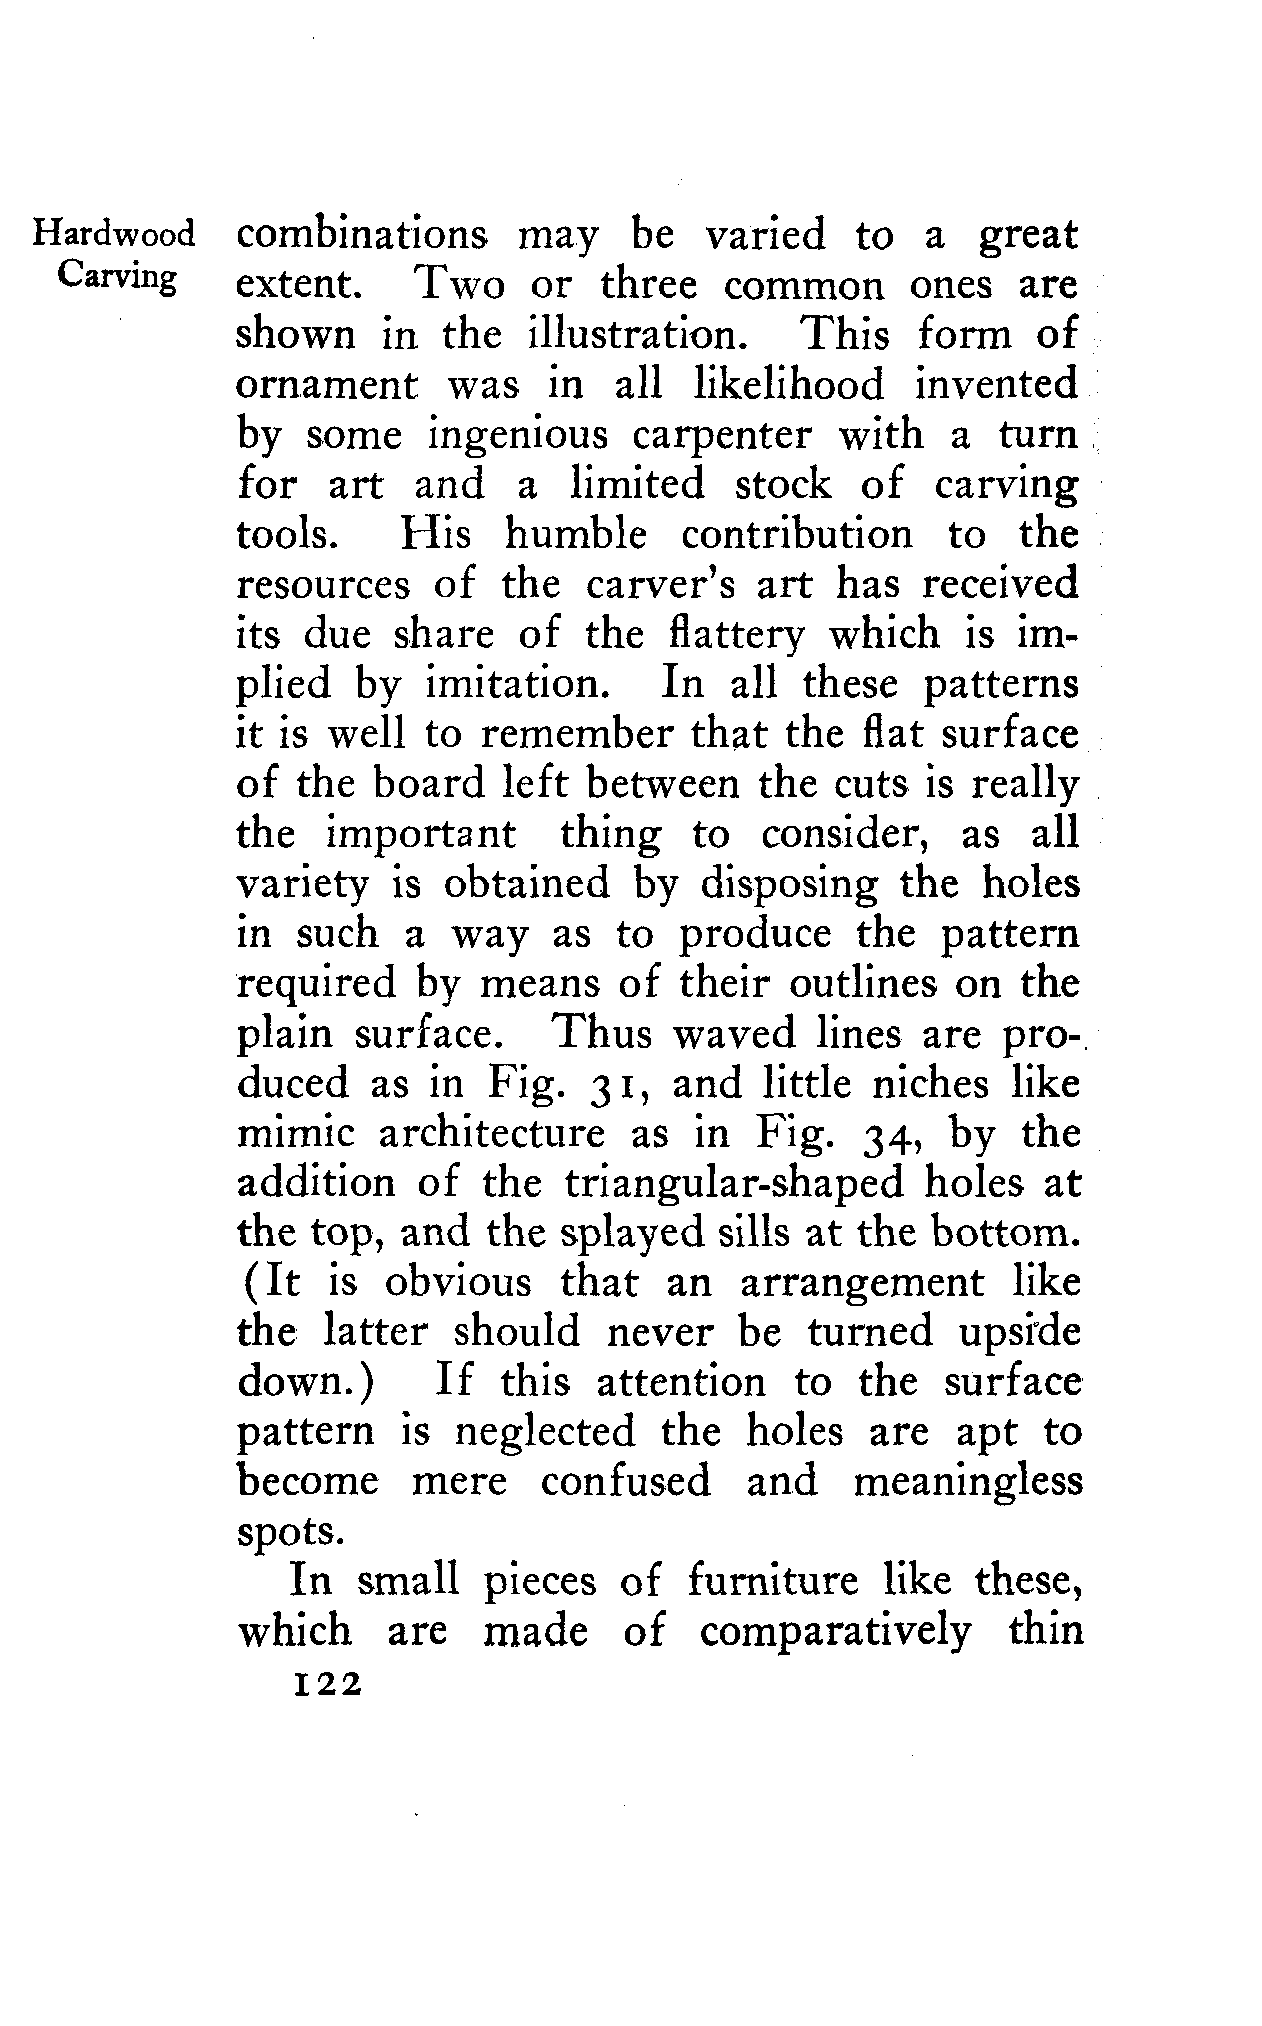 Hardwood
Carving
combinations may be varied to a great
extent. Two or three common ones are
shown in the illustration. This form of
ornament was in all likelihood invented
by some ingenious carpenter with a turn
for art and a limited stock of carving
tools. His humble contribution to the
resources of the carver's art has received
its due share of the flattery which is im-
plied by imitation. In all these patterns
it is well to remember that the flat surface
of the board left between the cuts is really
the important thing to consider, as all
variety is obtained by disposing the holes
in such a way as to produce the pattern
required by means of their outlines on the
plain surface. Thus waved lines are pro-
duced as in Fig. 31, and little niches like
mimic architecture as in Fig. 34, by the
addition of the triangular-shaped holes at
the top, and the splayed sills at the bottom.
(It is obvious that an arrangement like
the latter should never be turned upside
down.) If this attention to the surface
pattern is neglected the holes are apt to
become mere confused and meaningless
spots.
In small pieces of furniture like these,
which are made of comparatively thin
122